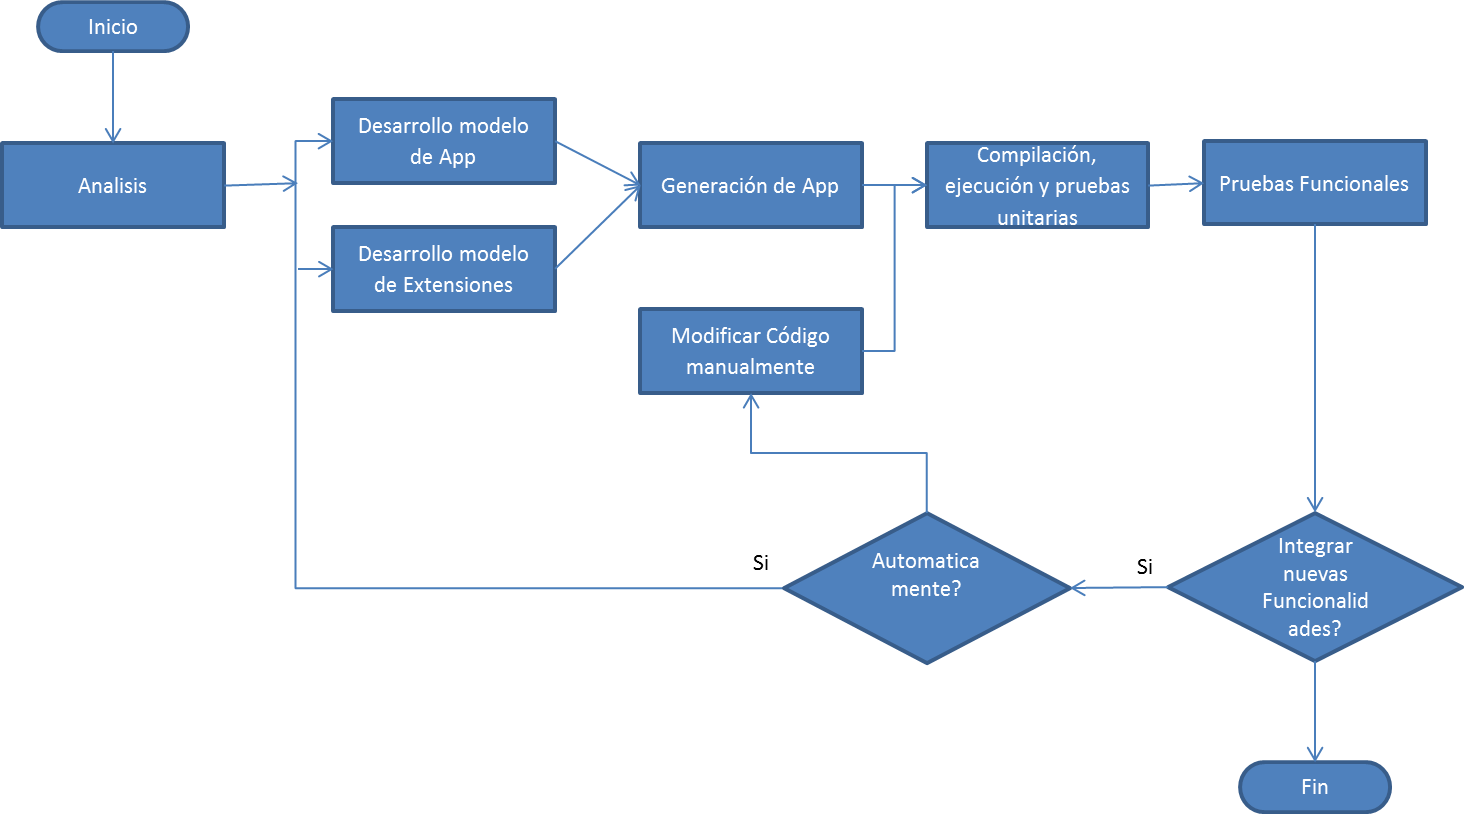 Inicio
Analisis
Desarrollo modelo
de App
Desarrollo modelo
de Extensiones
Generación de App
Compilación,
ejecución y pruebas
unitarias
Pruebas Funcionales
Modificar Código
manualmente
Si
Automatica
mente?
Si
Integrar
nuevas
Funcionalid
ades?
Fin